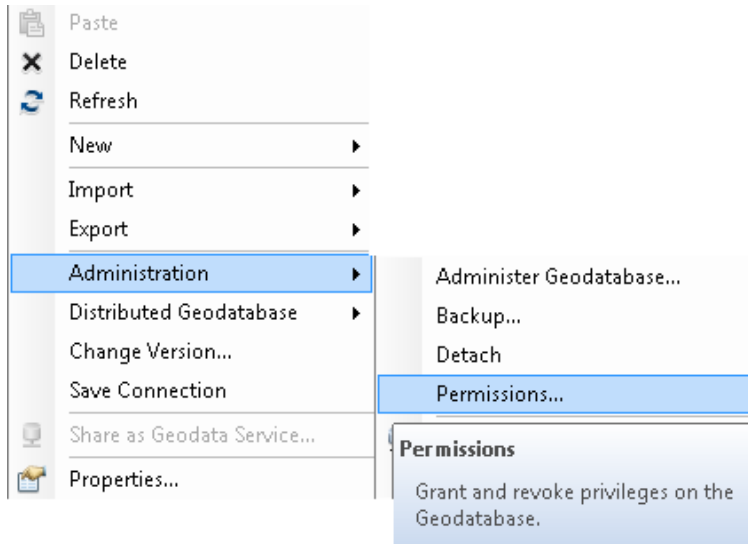 Paste
Delete
Refresh
New
Import
Export
Administration
Distributed Geodatabase
Change Version...
Save Connection
Share as Geodata Service...
Properties...
Administer Geodatabase...
Backup...
Detach
Permissions...
Permissions
Grant and revoke privileges on the
Geodatabase.